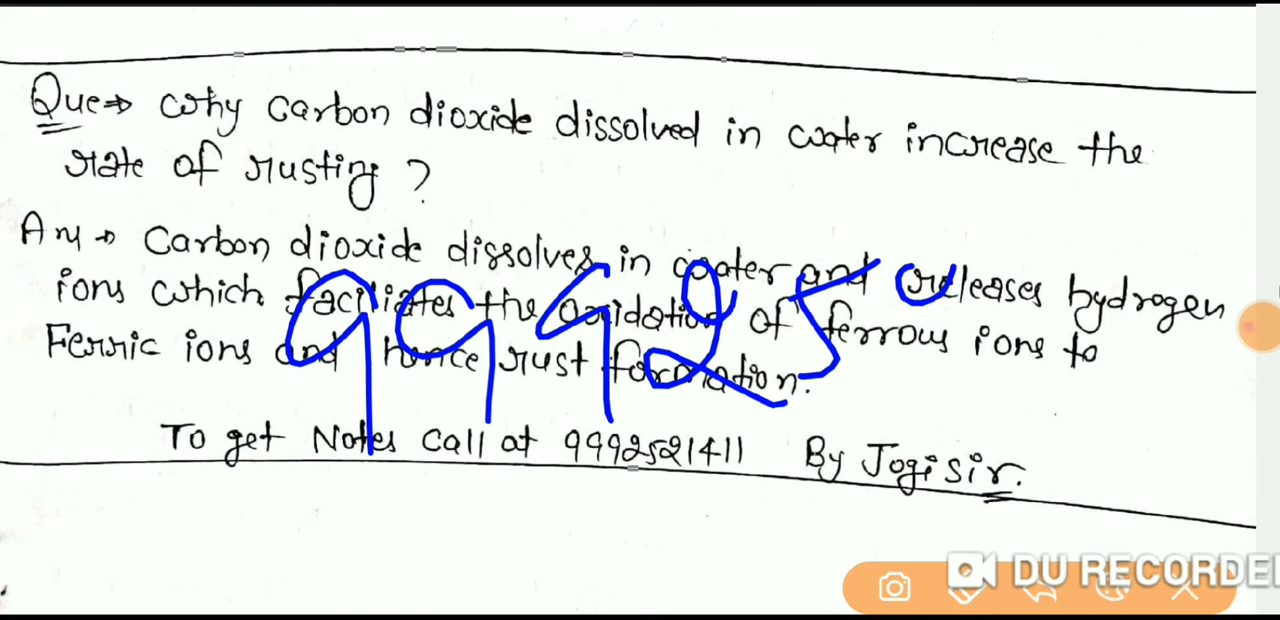 Que⇒ Why carbon dioxide dissolved in water increase the
rate of rusting ?
Ans→ Carbon dioxide dissolves in water and releases hydrogen
ions which faciliates the oxidation of ferrous ions to
Ferric ions and hence rust formation.
99925
To get Notes Call at 9992521411 By Jogi sir.
DU RECORDER